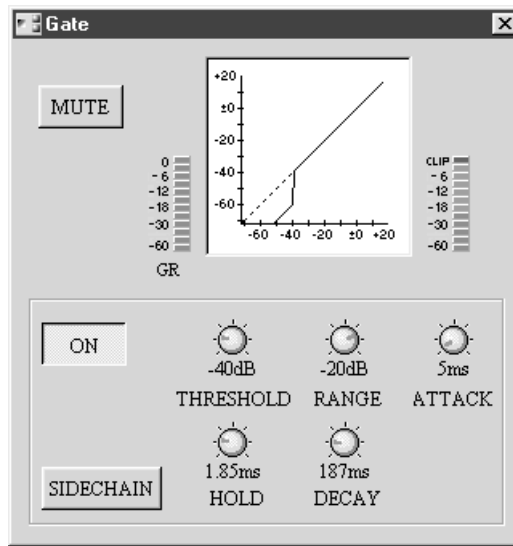 Gate
MUTE
+20
±0
-20
-40
-60
-60 -40 -20 ±0 +20
0
-6
-12
-18
-30
-60
GR
CLIP
-6
-12
-18
-30
-60
ON
-40dB
THRESHOLD
-20dB
RANGE
5ms
ATTACK
SIDECHAIN
1.85ms
HOLD
187ms
DECAY